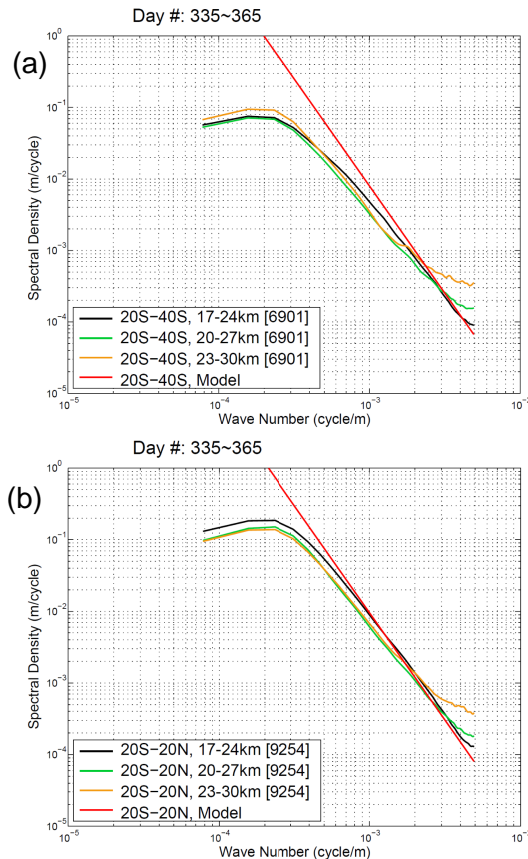 Day #: 335~365
(a)
10^0
10^-1
10^-2
10^-3
10^-4
10^-5
Spectral Density (m/cycle)
20S−40S, 17-24km [6901]
20S−40S, 20-27km [6901]
20S−40S, 23-30km [6901]
20S−40S, Model
10^-5
10^-4
10^-3
10^-2
Wave Number (cycle/m)
Day #: 335~365
(b)
10^0
10^-1
10^-2
10^-3
10^-4
10^-5
Spectral Density (m/cycle)
20S−20N, 17-24km [9254]
20S−20N, 20-27km [9254]
20S−20N, 23-30km [9254]
20S−20N, Model
10^-5
10^-4
10^-3
Wave Number (cycle/m)